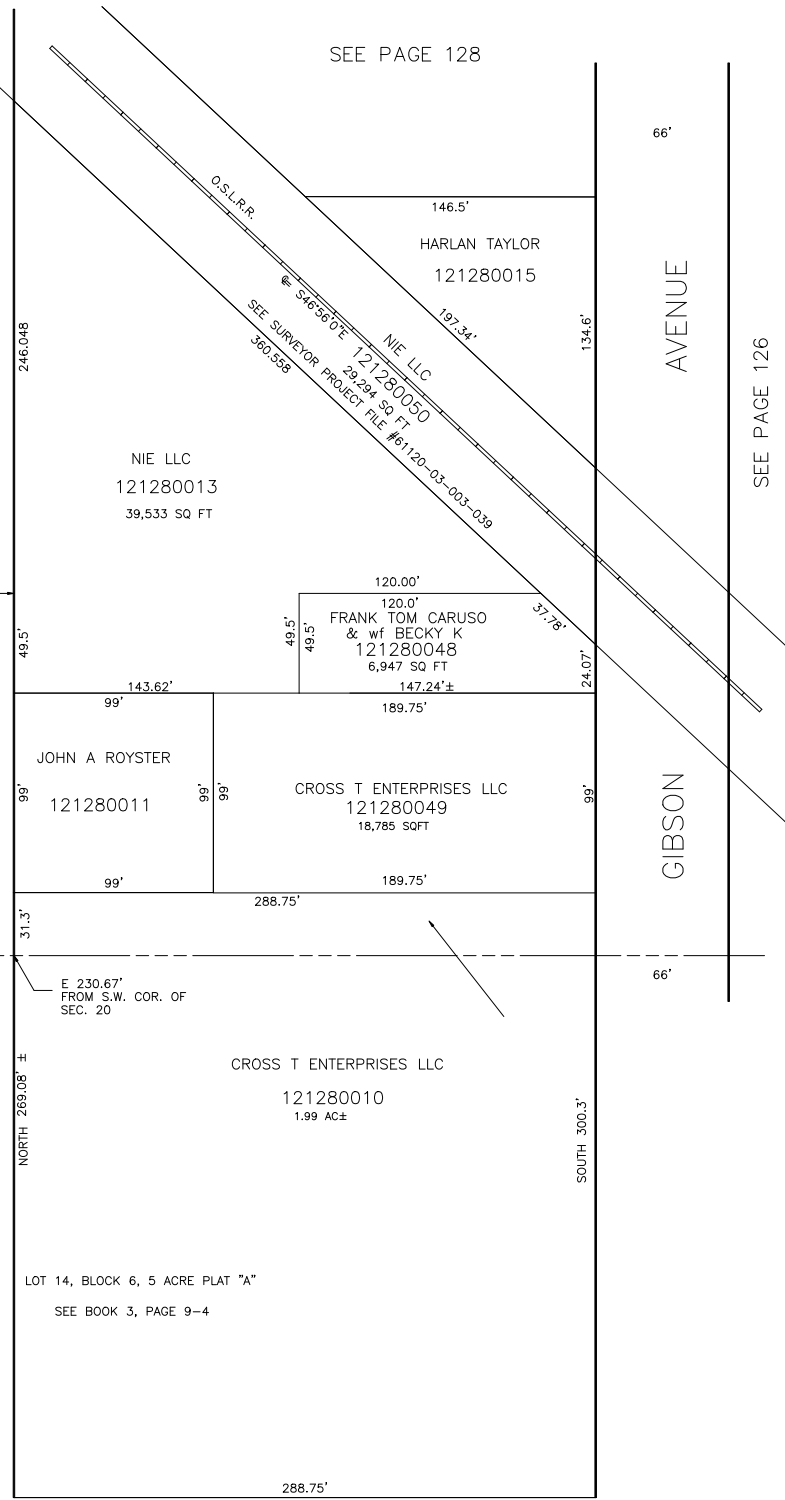 SEE PAGE 128
66'
O.S.L.R.R.
146.5'
HARLAN TAYLOR
121280015
AVENUE
℄ S46°56'0"E
197.34'
134.6'
246.048
SEE SURVEYOR PROJECT FILE #61120-03-003-039
360.558
NIE LLC
121280050
29,294 SQ FT
SEE PAGE 126
NIE LLC
121280013
39,533 SQ FT
120.00'
120.0'
49.5'
49.5'
49.5'
FRANK TOM CARUSO
& wf BECKY K
121280048
6,947 SQ FT
37.78'
24.07'
143.62'
147.24'±
99'
189.75'
JOHN A ROYSTER
121280011
99'
99'
99'
CROSS T ENTERPRISES LLC
121280049
18,785 SQFT
99'
GIBSON
99'
189.75'
288.75'
31.3'
66'
E 230.67'
FROM S.W. COR. OF
SEC. 20
CROSS T ENTERPRISES LLC
121280010
1.99 AC±
NORTH 269.08' ±
SOUTH 300.3'
LOT 14, BLOCK 6, 5 ACRE PLAT "A"
SEE BOOK 3, PAGE 9-4
288.75'